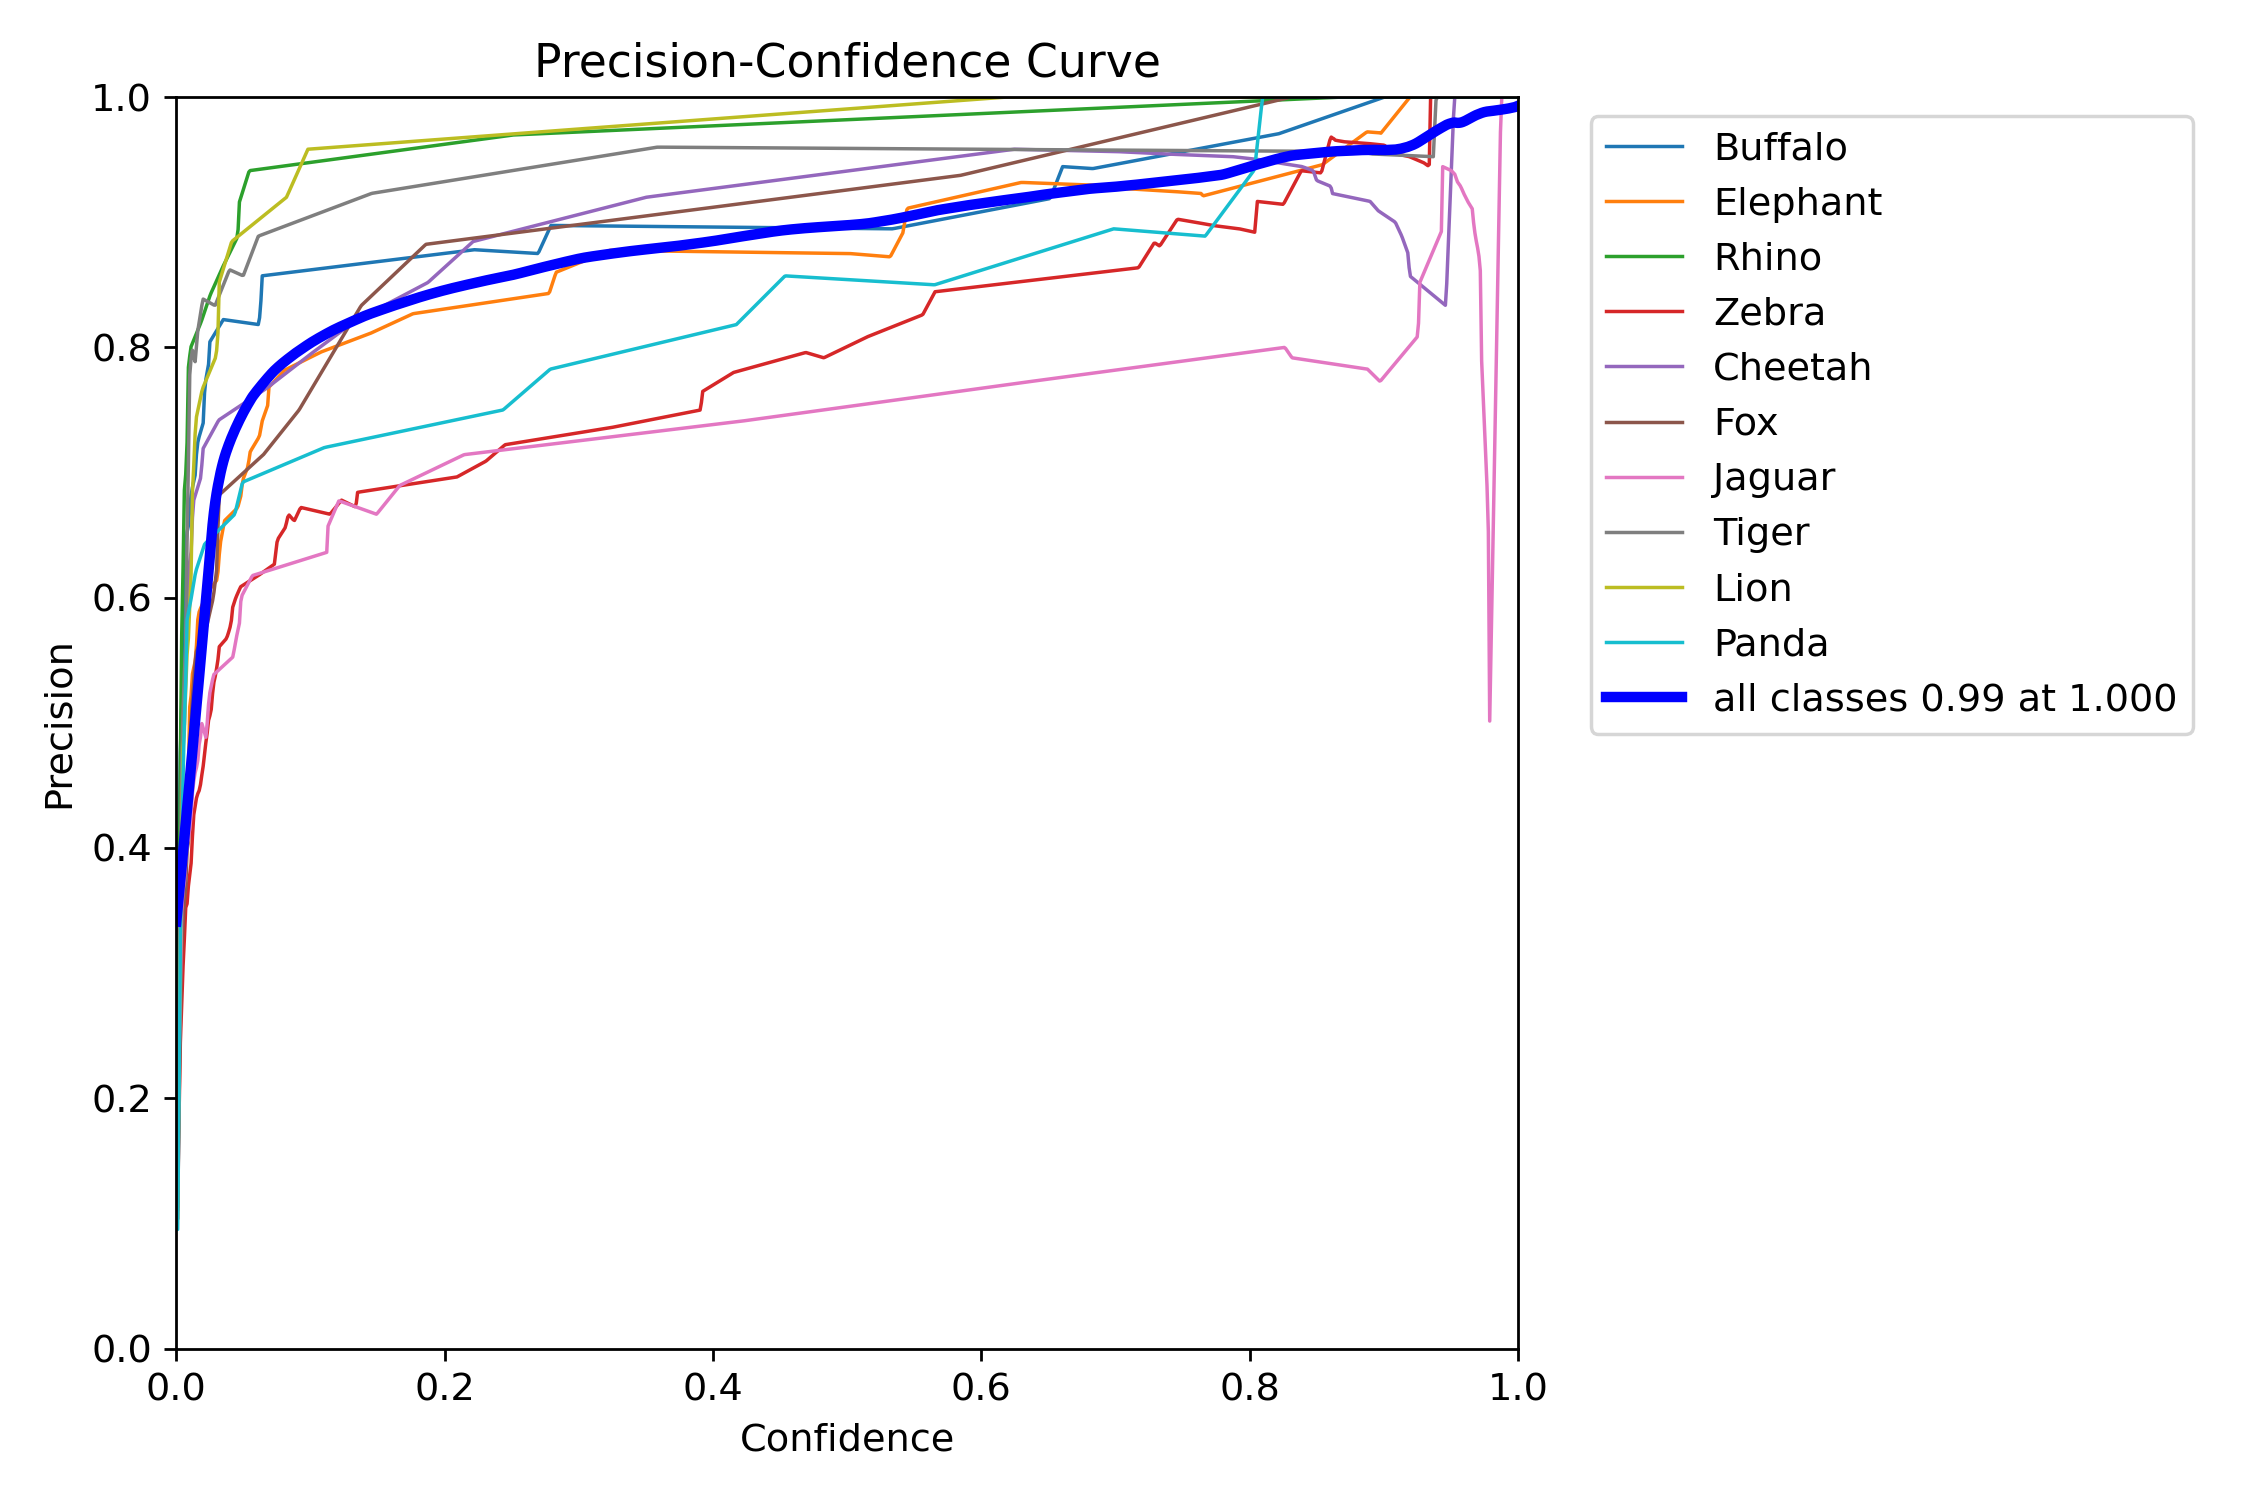 Precision-Confidence Curve
1.0
0.8
0.6
0.4
0.2
0.0
Precision
0.0 0.2 0.4 0.6 0.8 1.0
Confidence
Buffalo
Elephant
Rhino
Zebra
Cheetah
Fox
Jaguar
Tiger
Lion
Panda
all classes 0.99 at 1.000